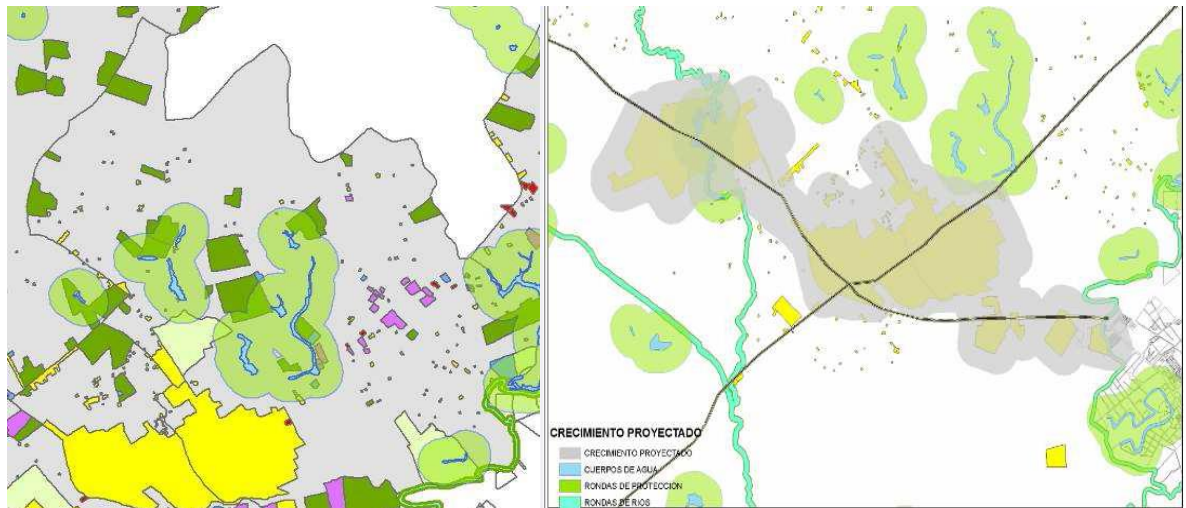 CRECIMIENTO PROYECTADO
CRECIMIENTO PROYECTADO
CUERPOS DE AGUA
RONDAS DE PROTECCION
RONDAS DE RIOS